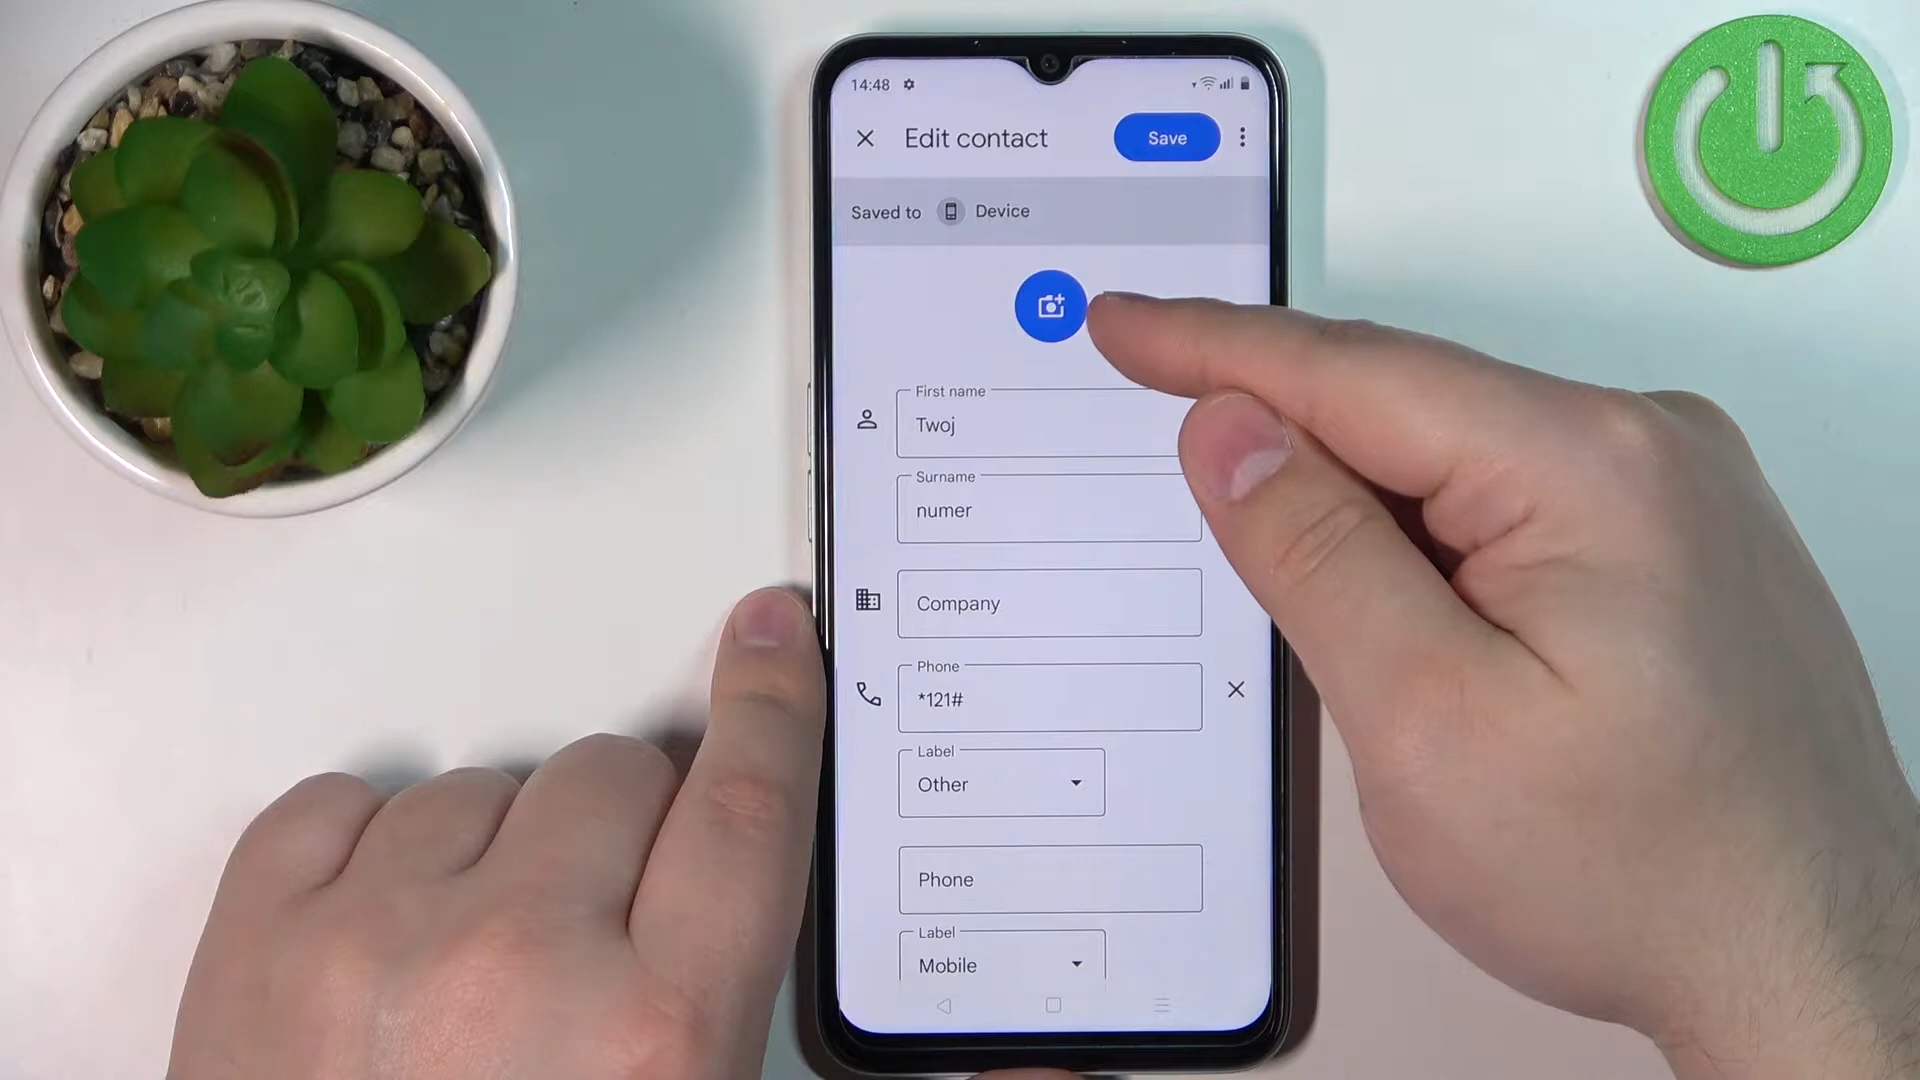 14:48
Edit contact
Save
Saved to
Device
First name
Twoj
Surname
numer
Company
Phone
*121#
Label
Other
Phone
Label
Mobile